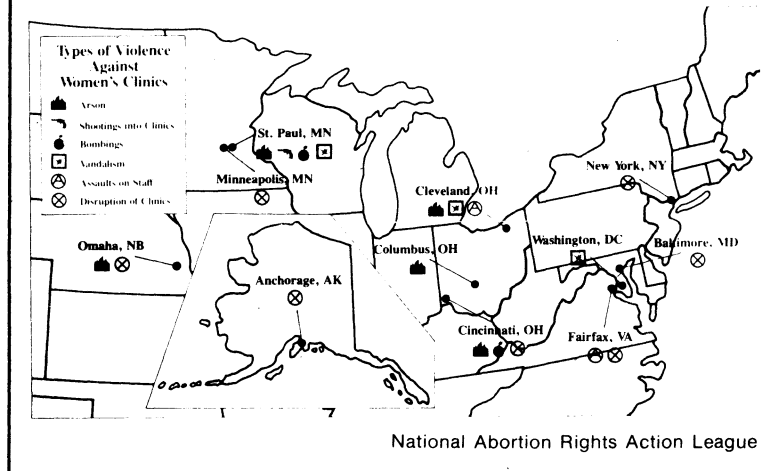 Types of Violence
Against
Women's Clinics
Arson
Shootings into Clinics
Bombings
Vandalism
Assaults on Staff
Disruption of Clinics
St. Paul, MN
Minneapolis, MN
New York, NY
Cleveland, OH
Omaha, NB
Columbus, OH
Washington, DC
Baltimore, MD
Anchorage, AK
Cincinnati, OH
Fairfax, VA
National Abortion Rights Action League